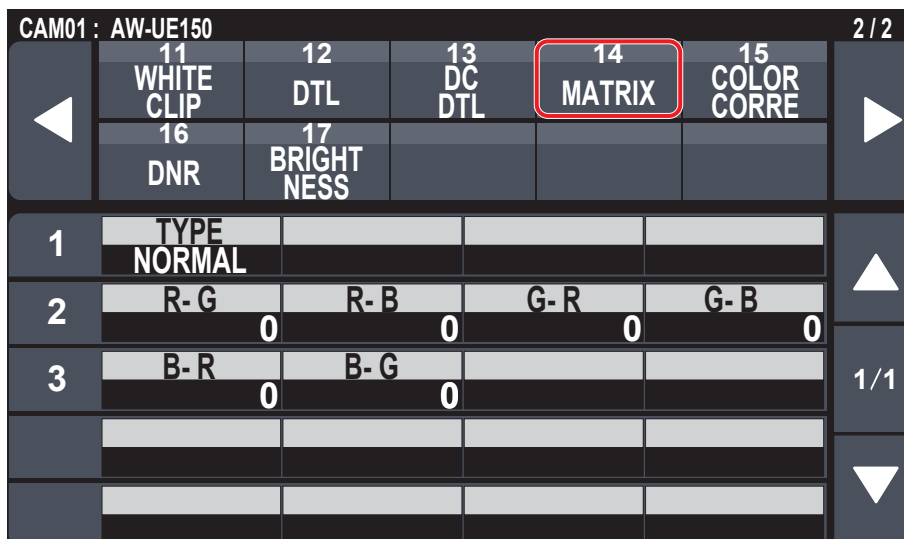 CAM01 : AW-UE150 2 / 2
11 12 13 14 15
WHITE CLIP DTL DC DTL MATRIX COLOR CORRE
16 17
DNR BRIGHT NESS
1 TYPE
NORMAL
2 R- G R- B G- R G- B
0 0 0 0
3 B- R B- G 1/1
0 0